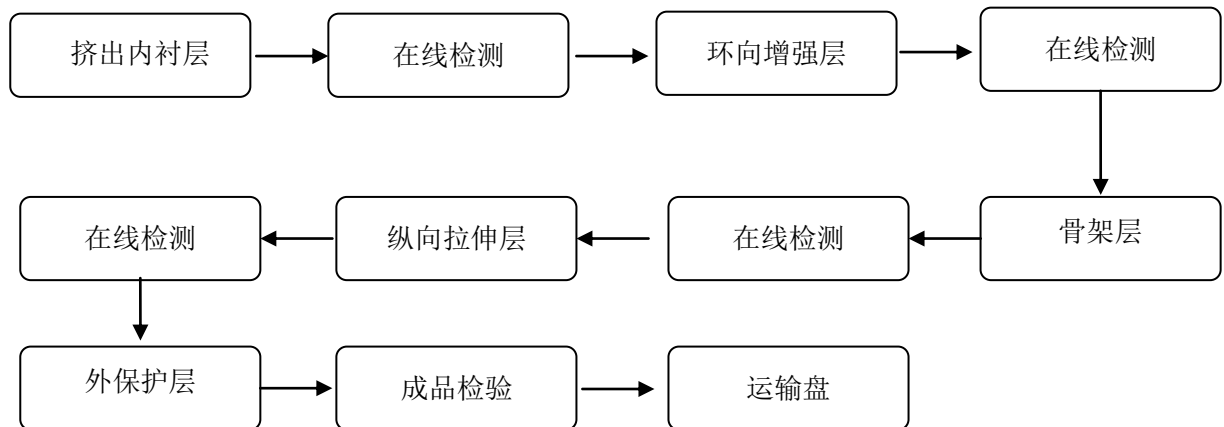 挤出内衬层
在线检测
环向增强层
在线检测
骨架层
在线检测
纵向拉伸层
在线检测
外保护层
成品检验
运输盘